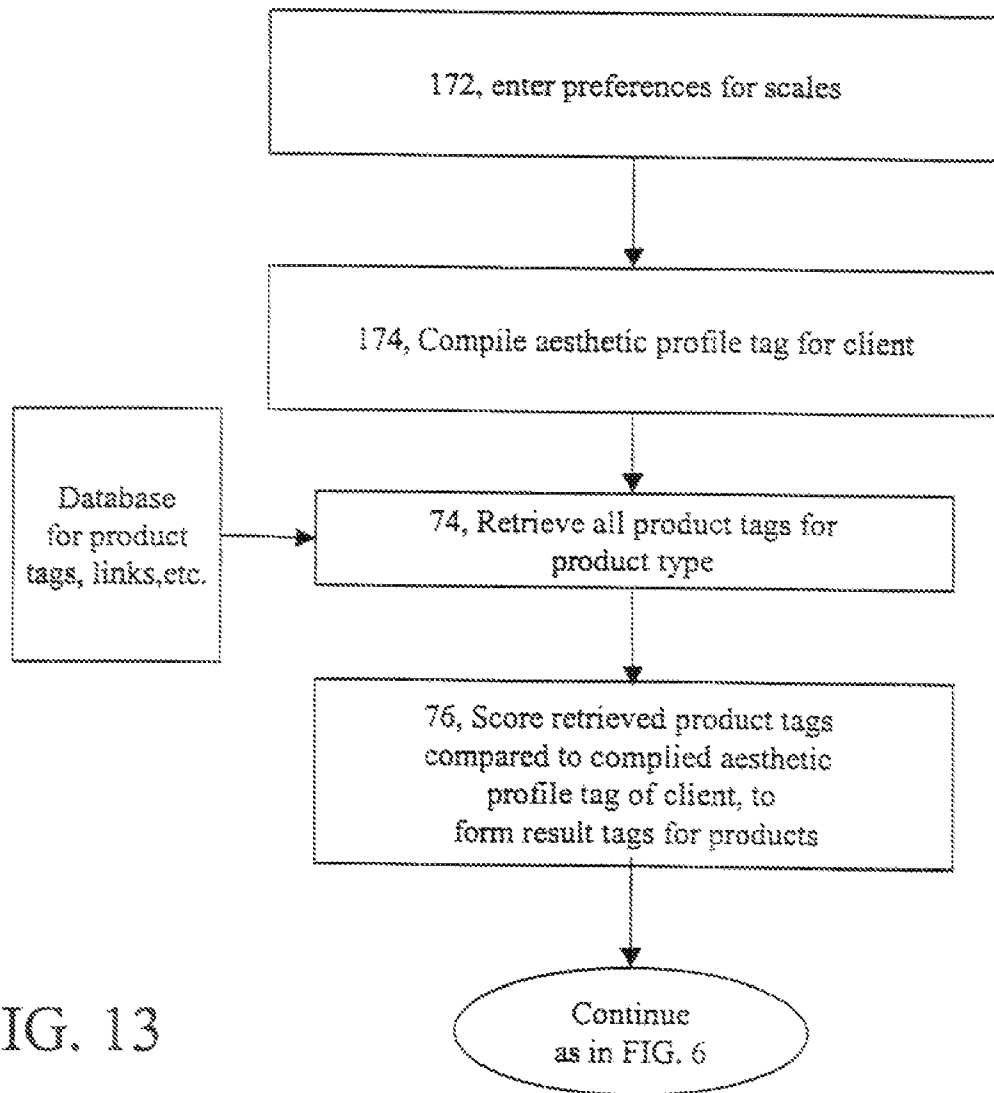 172, enter preferences for scales
174, Compile aesthetic profile tag for client
Database
for product
tags, links,etc.
74, Retrieve all product tags for
product type
76, Score retrieved product tags
compared to complied aesthetic
profile tag of client, to
form result tags for products
Continue
as in FIG. 6
IG. 13